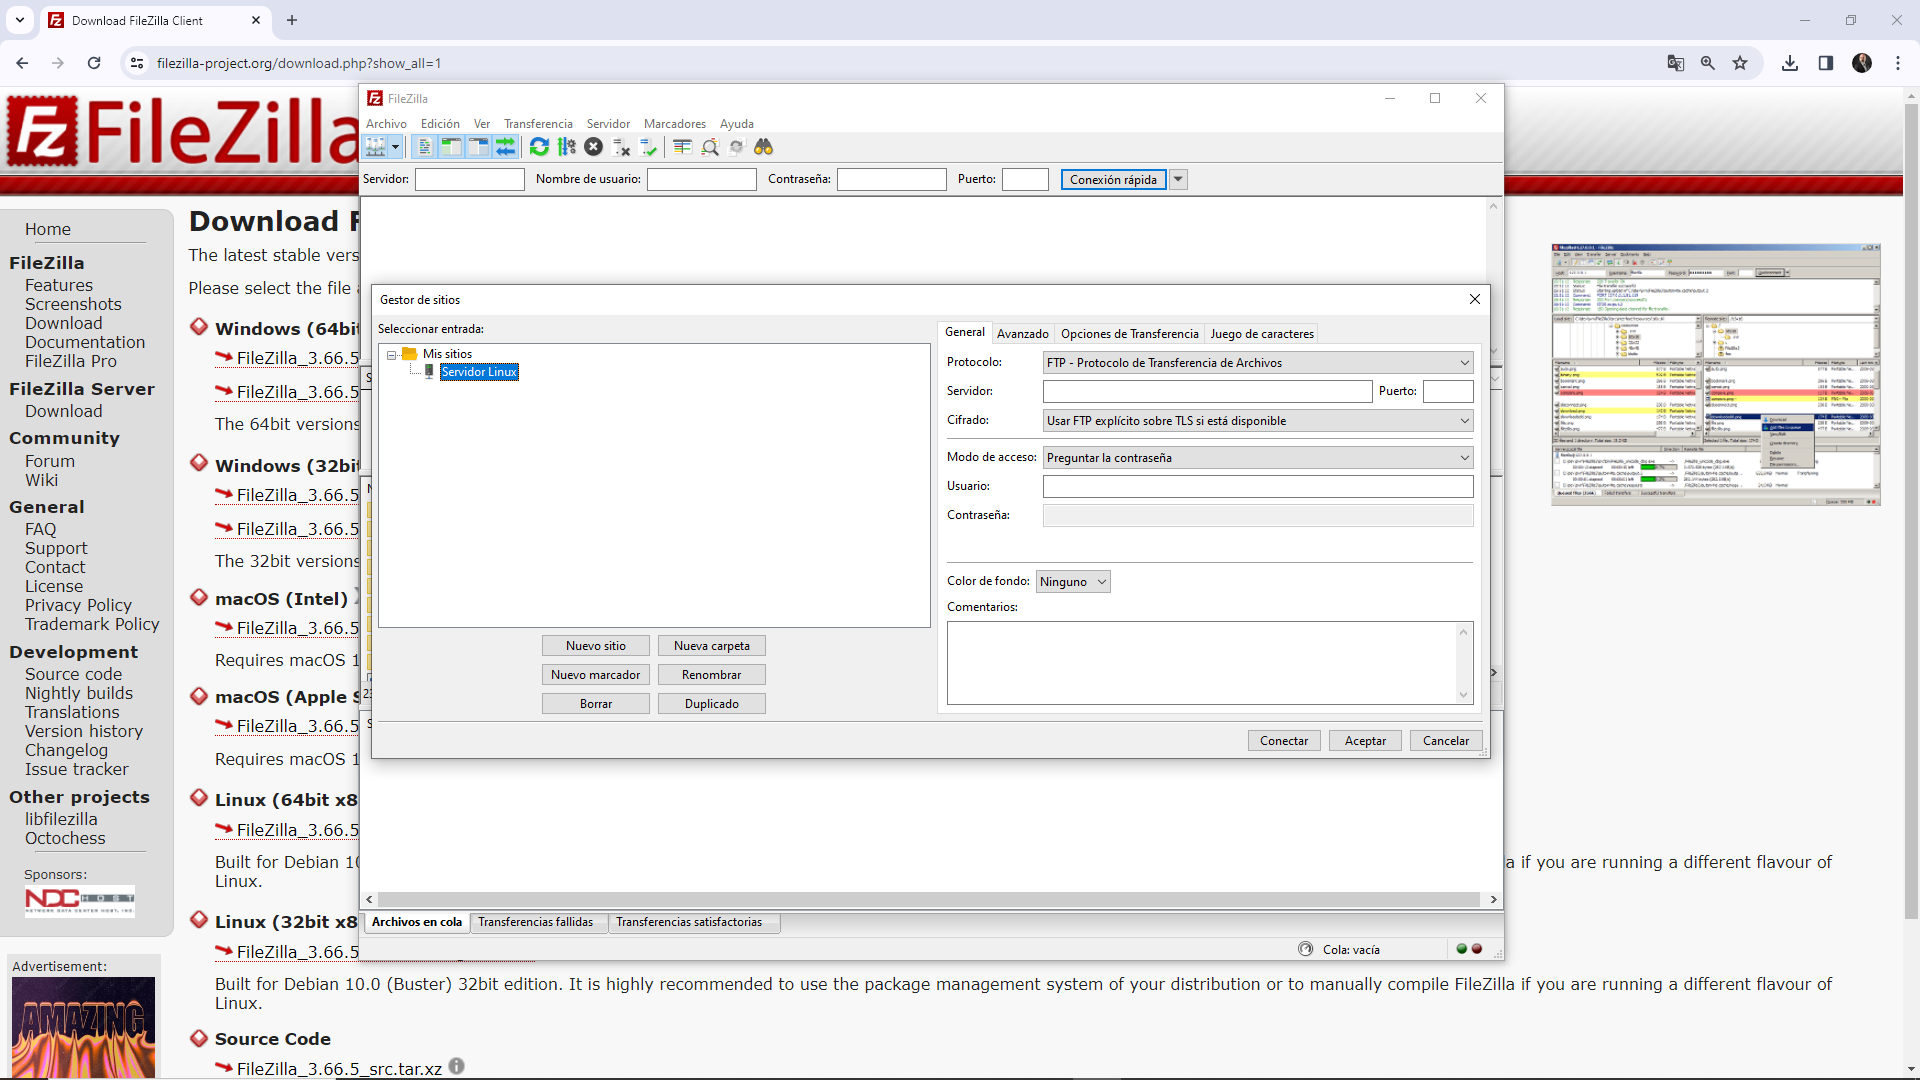 Download FileZilla Client
filezilla-project.org/download.php?show_all=1
FileZilla
Home
FileZilla
Features
Screenshots
Download
Documentation
FileZilla Pro
FileZilla Server
Download
Community
Forum
Wiki
General
FAQ
Support
Contact
License
Privacy Policy
Trademark Policy
Development
Source code
Nightly builds
Translations
Version history
Changelog
Issue tracker
Other projects
libfilezilla
Octochess
Sponsors:
NDC HOST
NETWORK DATA CENTER HOST, INC.
Advertisement:
AMAZING
Download F
The latest stable vers
Please select the file a
Windows (64bit
FileZilla_3.66.5
FileZilla_3.66.5
The 64bit versions
Windows (32bit
FileZilla_3.66.5
FileZilla_3.66.5
The 32bit versions
macOS (Intel)
FileZilla_3.66.5
Requires macOS 1
macOS (Apple S
FileZilla_3.66.5
Requires macOS 1
Linux (64bit x8
FileZilla_3.66.5
Built for Debian 10
a if you are running a different flavour of
Linux.
Linux (32bit x8
FileZilla_3.66.5
Built for Debian 10.0 (Buster) 32bit edition. It is highly recommended to use the package management system of your distribution or to manually compile FileZilla if you are running a different flavour of
Linux.
Source Code
FileZilla_3.66.5_src.tar.xz
FileZilla
Archivo Edición Ver Transferencia Servidor Marcadores Ayuda
Servidor: Nombre de usuario: Contraseña: Puerto: Conexión rápida
Gestor de sitios
Seleccionar entrada:
Mis sitios
Servidor Linux
Nuevo sitio Nueva carpeta
Nuevo marcador Renombrar
Borrar Duplicado
General Avanzado Opciones de Transferencia Juego de caracteres
Protocolo: FTP - Protocolo de Transferencia de Archivos
Servidor: Puerto:
Cifrado: Usar FTP explícito sobre TLS si está disponible
Modo de acceso: Preguntar la contraseña
Usuario:
Contraseña:
Color de fondo: Ninguno
Comentarios:
Conectar Aceptar Cancelar
Archivos en cola Transferencias fallidas Transferencias satisfactorias
Cola: vacía